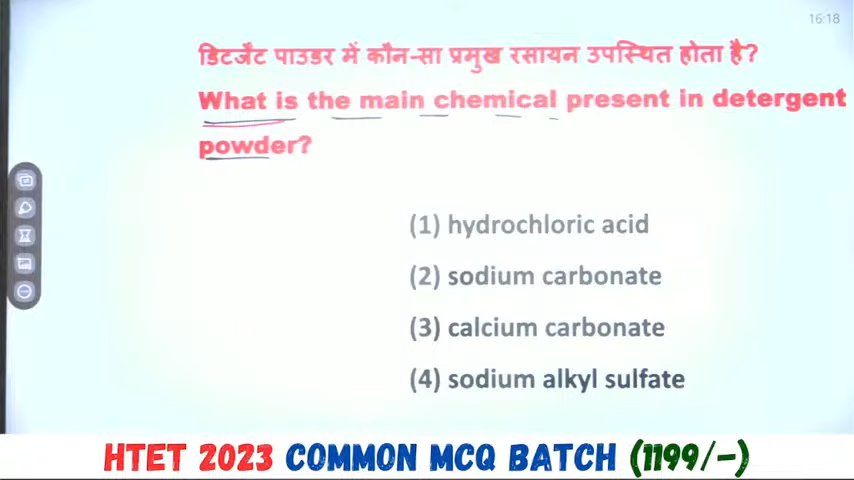 16:18
डिटर्जेंट पाउडर में कौन-सा प्रमुख रसायन उपस्थित होता है?
What is the main chemical present in detergent
powder?
(1) hydrochloric acid
(2) sodium carbonate
(3) calcium carbonate
(4) sodium alkyl sulfate
HTET 2023 COMMON MCQ BATCH (1199/-)